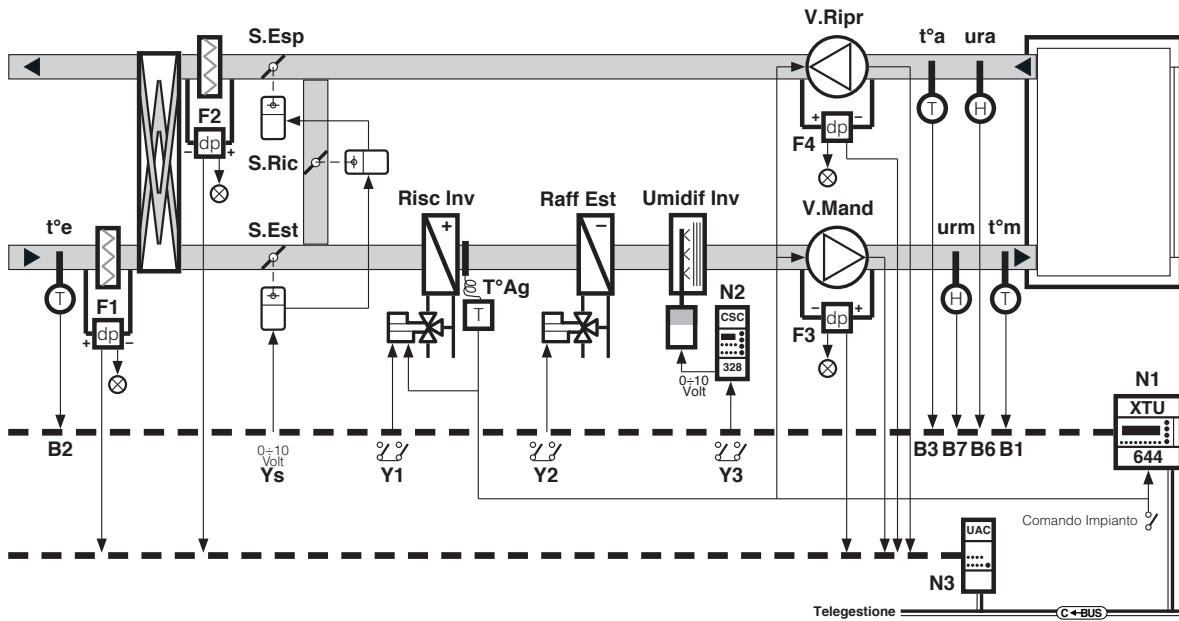 V.Ripr
S.Esp
t°a
ura
T
H
F2
dp
–
+
+
–
dp
F4
S.Ric
Risc Inv
Raff Est
Umidif Inv
V.Mand
t°e
S.Est
+
–
urm
t°m
T
F1
T°Ag
T
N2
CSC
328
H
T
dp
+
–
–
+
dp
F3
0÷10
Volt
N1
XTU
644
B2
0÷10
Volt
Ys
Y1
Y2
Y3
B3
B7
B6
B1
Comando Impianto
UAC
N3
Telegestione
C BUS